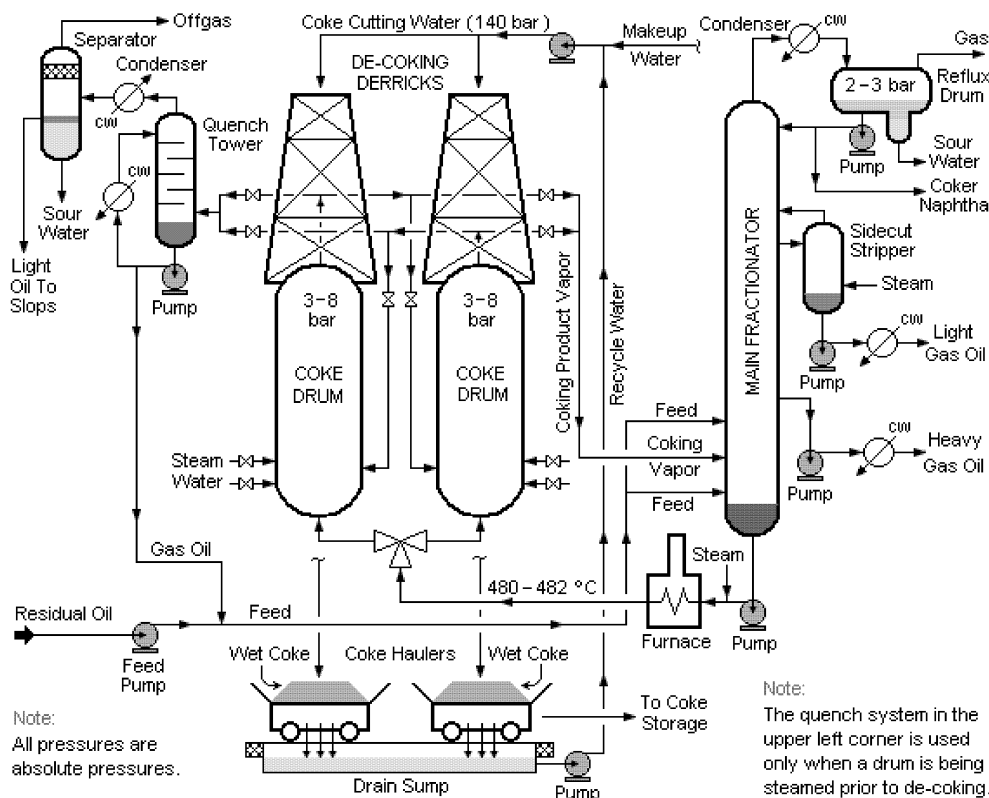 Offgas
Separator
Condenser
CW
CW
Quench
Tower
Sour
Water
Light
Oil To
Slops
Pump
Coke Cutting Water (140 bar)
DE-COKING
DERRICKS
Makeup
Water
Condenser
CW
Gas
2–3 bar
Reflux
Drum
Pump
Sour
Water
Coker
Naphtha
Sidecut
Stripper
Steam
CW
Light
Gas Oil
Pump
MAIN FRACTIONATOR
CW
Heavy
Gas Oil
Pump
3–8
bar
COKE
DRUM
3–8
bar
COKE
DRUM
Coking Product Vapor
Recycle Water
Feed
Coking
Vapor
Feed
Steam
Water
Gas Oil
Steam
480–482 °C
Furnace
Pump
Residual Oil
Feed
Feed
Pump
Wet Coke
Coke Haulers
Wet Coke
To Coke
Storage
Drain Sump
Pump
Note:
All pressures are
absolute pressures.
Note:
The quench system in the
upper left corner is used
only when a drum is being
steamed prior to de-coking.